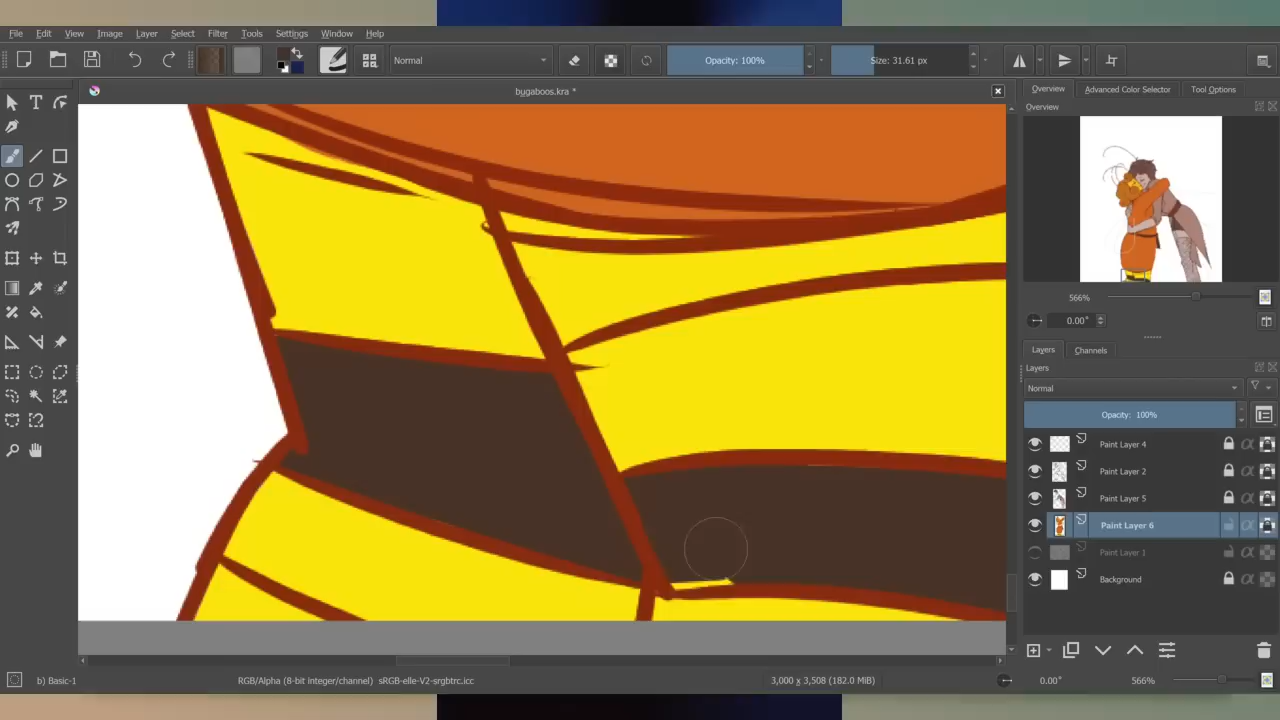 File Edit View Image Layer Select Filter Tools Settings Window Help
Normal Opacity: 100% Size: 31.61 px
bygaboos.kra *
Overview Advanced Color Selector Tool Options
Overview
566%
0.00°
Layers Channels
Layers
Normal
Opacity: 100%
Paint Layer 4
Paint Layer 2
Paint Layer 5
Paint Layer 6
Paint Layer 1
Background
b) Basic-1 RGB/Alpha (8-bit integer/channel) sRGB-elle-V2-srgbtrc.icc 3,000 x 3,508 (182.0 MiB) 0.00° 566%